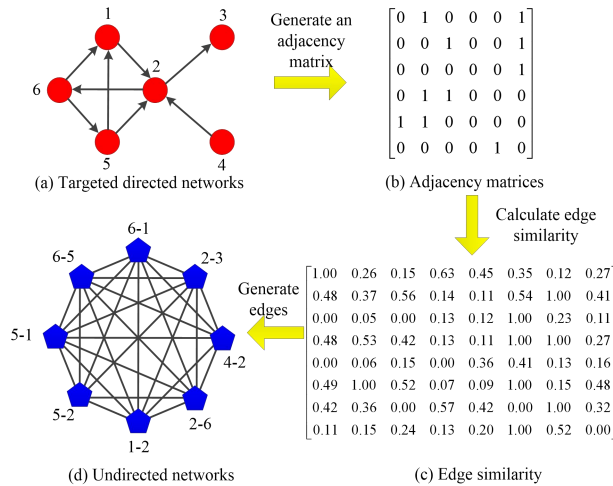 1
3
2
6
5
4
(a) Targeted directed networks
Generate an
adjacency
matrix
0 1 0 0 0 1
0 0 1 0 0 1
0 0 0 0 0 1
0 1 1 0 0 0
1 1 0 0 0 0
0 0 0 0 1 0
(b) Adjacency matrices
Calculate edge
similarity
1.00 0.26 0.15 0.63 0.45 0.35 0.12 0.27
0.48 0.37 0.56 0.14 0.11 0.54 1.00 0.41
0.00 0.05 0.00 0.13 0.12 1.00 0.23 0.11
0.48 0.53 0.42 0.13 0.11 1.00 1.00 0.27
0.00 0.06 0.15 0.00 0.36 0.41 0.13 0.16
0.49 1.00 0.52 0.07 0.09 1.00 0.15 0.48
0.42 0.36 0.00 0.57 0.42 0.00 1.00 0.32
0.11 0.15 0.24 0.13 0.20 1.00 0.52 0.00
(c) Edge similarity
Generate
edges
6-1
6-5
2-3
5-1
4-2
5-2
2-6
1-2
(d) Undirected networks